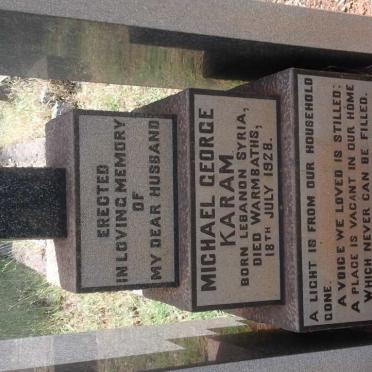 ERECTED
IN LOVING MEMORY
OF
MY DEAR HUSBAND
MICHAEL GEORGE
KARAM
BORN LEBANON SYRIA,
DIED WARMBATHS,
18TH JULY 1928.
A LIGHT IS FROM OUR HOUSEHOLD
GONE.
A VOICE WE LOVED IS STILLED;
A PLACE IS VACANT IN OUR HOME
WHICH NEVER CAN BE FILLED.